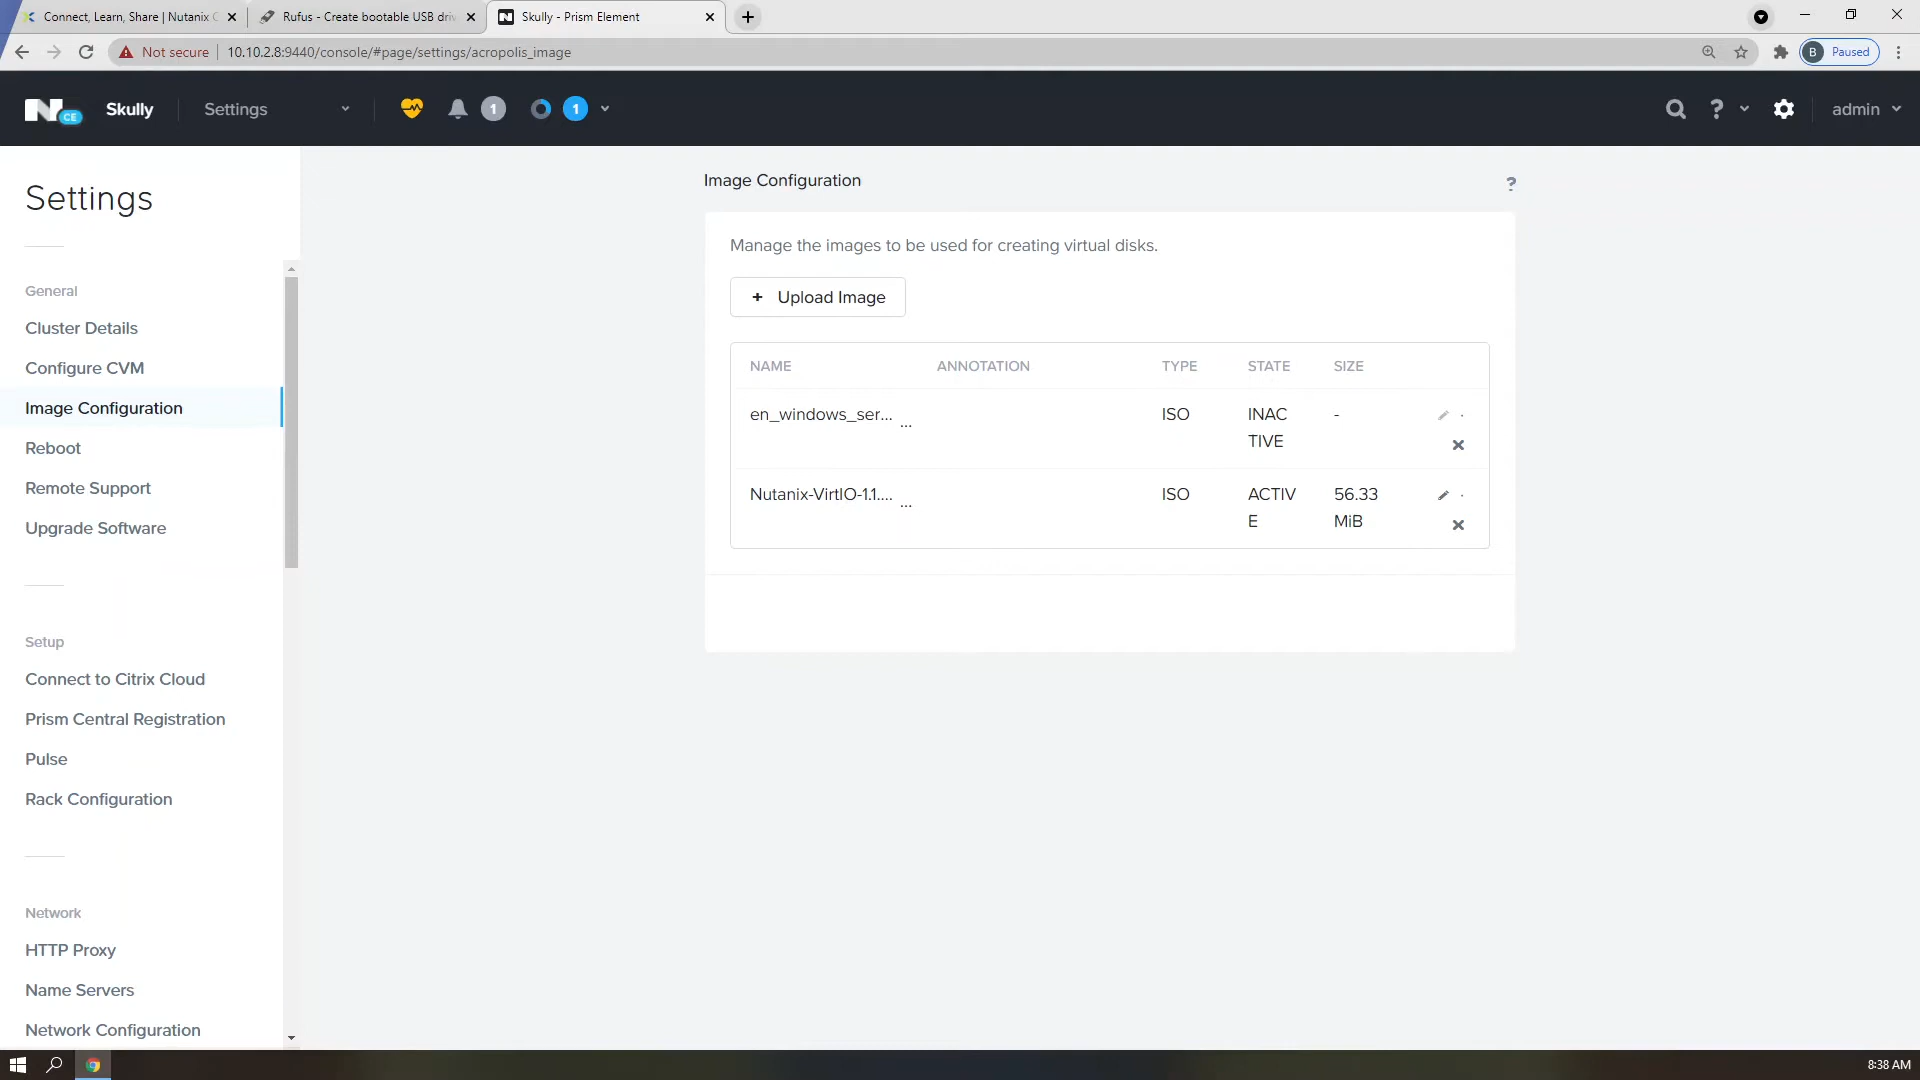 Connect, Learn, Share | Nutanix C
Rufus - Create bootable USB driv
Skully - Prism Element
Not secure
10.10.2.8:9440/console/#page/settings/acropolis_image
B Paused
N CE
Skully
Settings
1
1
?
admin
Settings
General
Cluster Details
Configure CVM
Image Configuration
Reboot
Remote Support
Upgrade Software
Setup
Connect to Citrix Cloud
Prism Central Registration
Pulse
Rack Configuration
Network
HTTP Proxy
Name Servers
Network Configuration
Image Configuration
?
Manage the images to be used for creating virtual disks.
+ Upload Image
NAME ANNOTATION TYPE STATE SIZE
en_windows_ser... ... ISO INAC -
TIVE
Nutanix-VirtIO-1.1.... ... ISO ACTIV 56.33
E MiB
8:38 AM